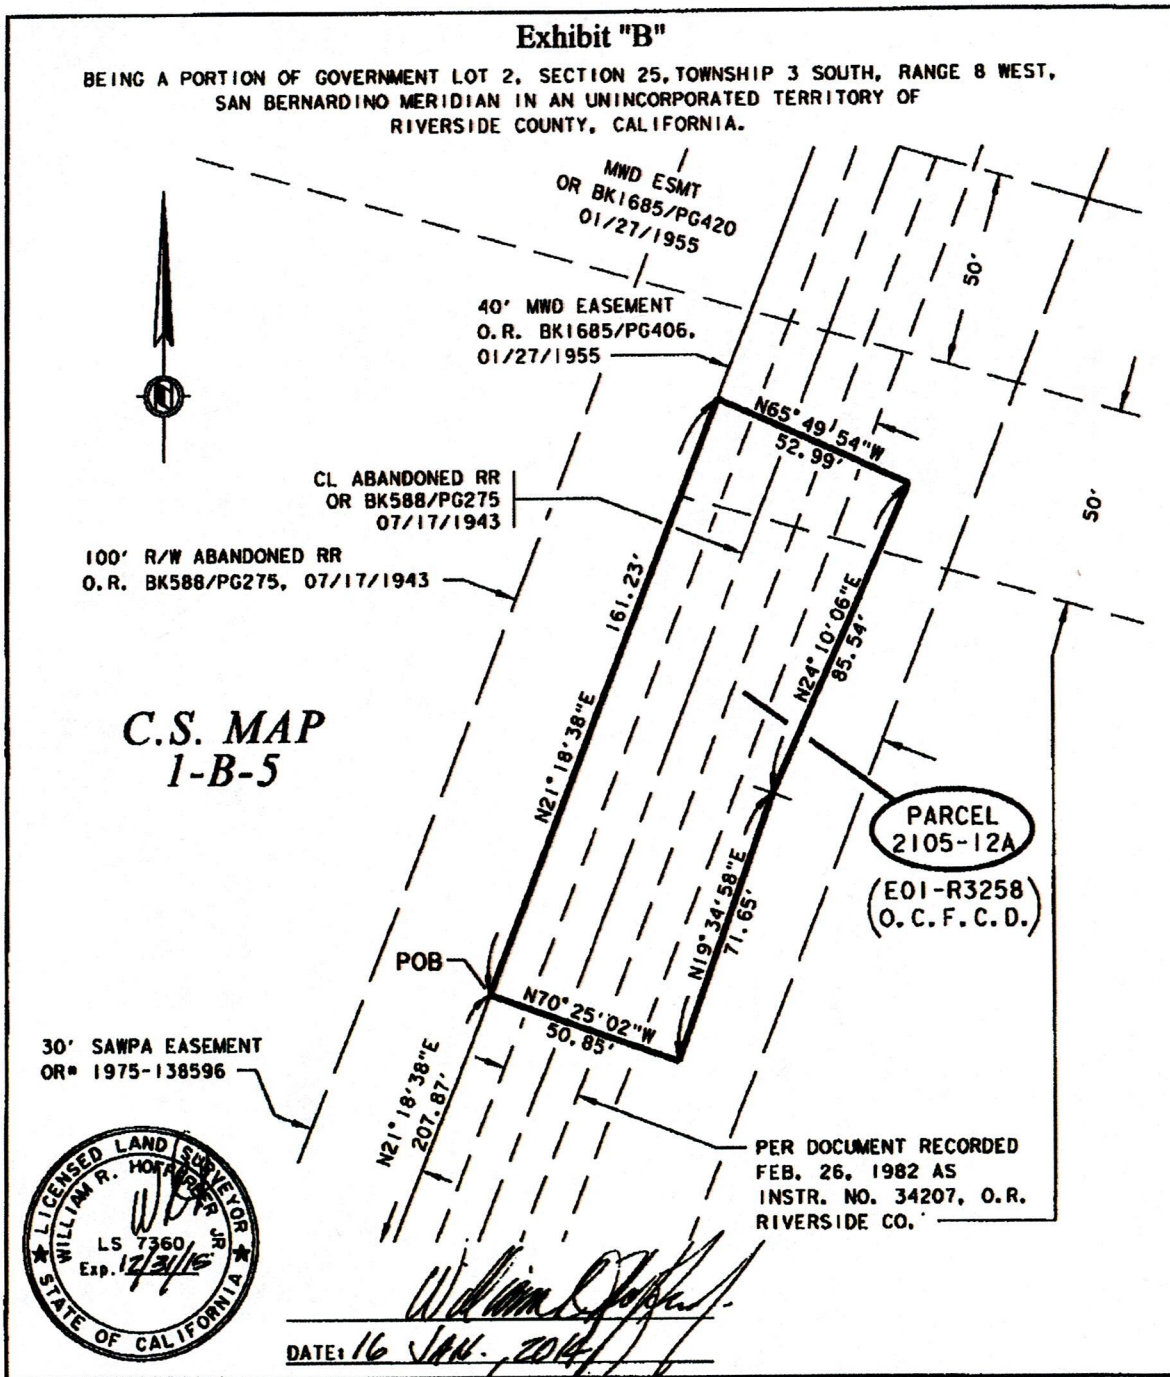 Exhibit "B"
BEING A PORTION OF GOVERNMENT LOT 2, SECTION 25, TOWNSHIP 3 SOUTH, RANGE 8 WEST,
SAN BERNARDINO MERIDIAN IN AN UNINCORPORATED TERRITORY OF
RIVERSIDE COUNTY, CALIFORNIA.
MWD ESMT
OR BK1685/PG420
01/27/1955
50'
40' MWD EASEMENT
O.R. BK1685/PG406,
01/27/1955
N65°49'54"W
52.99'
CL ABANDONED RR
OR BK588/PG275
07/17/1943
50'
100' R/W ABANDONED RR
O.R. BK588/PG275, 07/17/1943
161.23'
N21°18'38"E
N24°10'06"E
85.54'
C.S. MAP
1-B-5
PARCEL
2105-12A
(E01-R3258
O.C.F.C.D.)
N19°34'58"E
71.65'
POB
N70°25'02"W
50.85'
30' SAWPA EASEMENT
OR# 1975-138596
N21°18'38"E
207.87'
PER DOCUMENT RECORDED
FEB. 26, 1982 AS
INSTR. NO. 34207, O.R.
RIVERSIDE CO.
LICENSED LAND SURVEYOR
WILLIAM R. HOFFERBER JR.
LS 7360
Exp. 12/31/15
STATE OF CALIFORNIA
DATE: 16 JAN., 2014